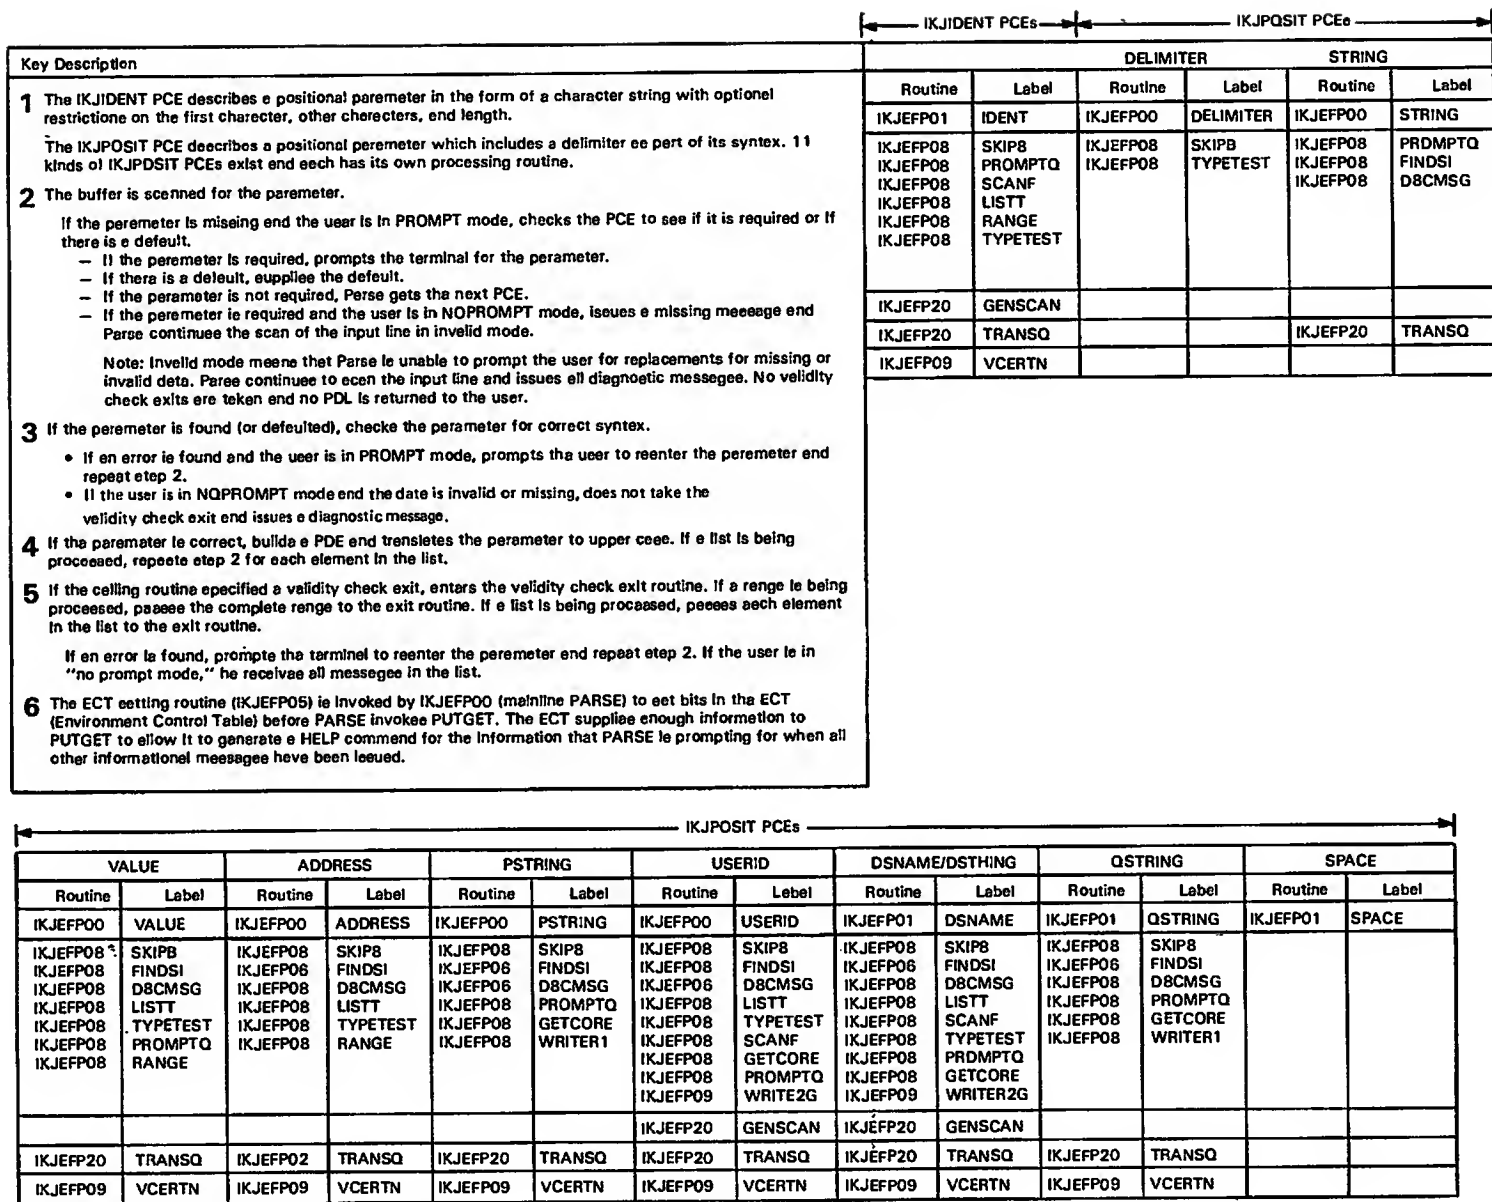 IKJIDENT PCEs IKJPOSIT PCEs
Key Description
DELIMITER STRING
Routine Label Routine Label Routine Label
IKJEFP01 IDENT IKJEFP00 DELIMITER IKJEFP00 STRING
IKJEFP08 SKIP8 IKJEFP08 SKIPB IKJEFP08 PROMPTQ
IKJEFP08 PROMPTQ IKJEFP08 TYPETEST IKJEFP08 FINDSI
IKJEFP08 SCANF IKJEFP08 D8CMSG
IKJEFP08 LISTT
IKJEFP08 RANGE
IKJEFP08 TYPETEST
IKJEFP20 GENSCAN
IKJEFP20 TRANSQ IKJEFP20 TRANSQ
IKJEFP09 VCERTN
1 The IKJIDENT PCE describes a positional parameter in the form of a character string with optional
restrictions on the first character, other characters, and length.
The IKJPOSIT PCE describes a positional parameter which includes a delimiter as part of its syntax. 11
kinds of IKJPOSIT PCEs exist and each has its own processing routine.
2 The buffer is scanned for the parameter.
If the parameter is missing and the user is in PROMPT mode, checks the PCE to see if it is required or if
there is a default.
— If the parameter is required, prompts the terminal for the parameter.
— If there is a default, supplies the default.
— If the parameter is not required, Parse gets the next PCE.
— If the parameter is required and the user is in NOPROMPT mode, issues a missing message and
Parse continues the scan of the input line in invalid mode.
Note: Invalid mode means that Parse is unable to prompt the user for replacements for missing or
invalid data. Parse continues to scan the input line and issues all diagnostic messages. No validity
check exits are taken and no PDL is returned to the user.
3 If the parameter is found (or defaulted), checks the parameter for correct syntax.
• If an error is found and the user is in PROMPT mode, prompts the user to reenter the parameter and
repeat step 2.
• If the user is in NOPROMPT mode and the date is invalid or missing, does not take the
validity check exit and issues a diagnostic message.
4 If the parameter is correct, builds a PDE and translates the parameter to upper case. If a list is being
processed, repeats step 2 for each element in the list.
5 If the calling routine specified a validity check exit, enters the validity check exit routine. If a range is being
processed, passes the complete range to the exit routine. If a list is being processed, passes each element
in the list to the exit routine.
If an error is found, prompts the terminal to reenter the parameter and repeat step 2. If the user is in
"no prompt mode," he receives all messages in the list.
6 The ECT setting routine (IKJEFP05) is invoked by IKJEFP00 (mainline PARSE) to set bits in the ECT
(Environment Control Table) before PARSE invokes PUTGET. The ECT supplies enough information to
PUTGET to allow it to generate a HELP command for the information that PARSE is prompting for when all
other informational messages have been issued.
IKJPOSIT PCEs
VALUE ADDRESS PSTRING USERID DSNAME/DSTHING QSTRING SPACE
Routine Label Routine Label Routine Label Routine Label Routine Label Routine Label Routine Label
IKJEFP00 VALUE IKJEFP00 ADDRESS IKJEFP00 PSTRING IKJEFP00 USERID IKJEFP01 DSNAME IKJEFP01 QSTRING IKJEFP01 SPACE
IKJEFP08 SKIPB IKJEFP08 SKIP8 IKJEFP08 SKIP8 IKJEFP08 SKIP8 IKJEFP08 SKIP8 IKJEFP08 SKIP8
IKJEFP08 FINDSI IKJEFP06 FINDSI IKJEFP06 FINDSI IKJEFP08 FINDSI IKJEFP06 FINDSI IKJEFP06 FINDSI
IKJEFP08 D8CMSG IKJEFP08 D8CMSG IKJEFP06 D8CMSG IKJEFP06 D8CMSG IKJEFP08 D8CMSG IKJEFP08 D8CMSG
IKJEFP08 LISTT IKJEFP08 LISTT IKJEFP08 PROMPTQ IKJEFP08 LISTT IKJEFP08 LISTT IKJEFP08 PROMPTQ
IKJEFP08 TYPETEST IKJEFP08 TYPETEST IKJEFP08 GETCORE IKJEFP08 TYPETEST IKJEFP08 SCANF IKJEFP08 GETCORE
IKJEFP08 PROMPTQ IKJEFP08 RANGE IKJEFP08 WRITER1 IKJEFP08 SCANF IKJEFP08 TYPETEST IKJEFP08 WRITER1
IKJEFP08 RANGE IKJEFP08 GETCORE IKJEFP08 PROMPTQ
IKJEFP08 PROMPTQ IKJEFP08 GETCORE
IKJEFP09 WRITE2G IKJEFP09 WRITER2G
IKJEFP20 GENSCAN IKJEFP20 GENSCAN
IKJEFP20 TRANSQ IKJEFP02 TRANSQ IKJEFP20 TRANSQ IKJEFP20 TRANSQ IKJEFP20 TRANSQ IKJEFP20 TRANSQ
IKJEFP09 VCERTN IKJEFP09 VCERTN IKJEFP09 VCERTN IKJEFP09 VCERTN IKJEFP09 VCERTN IKJEFP09 VCERTN